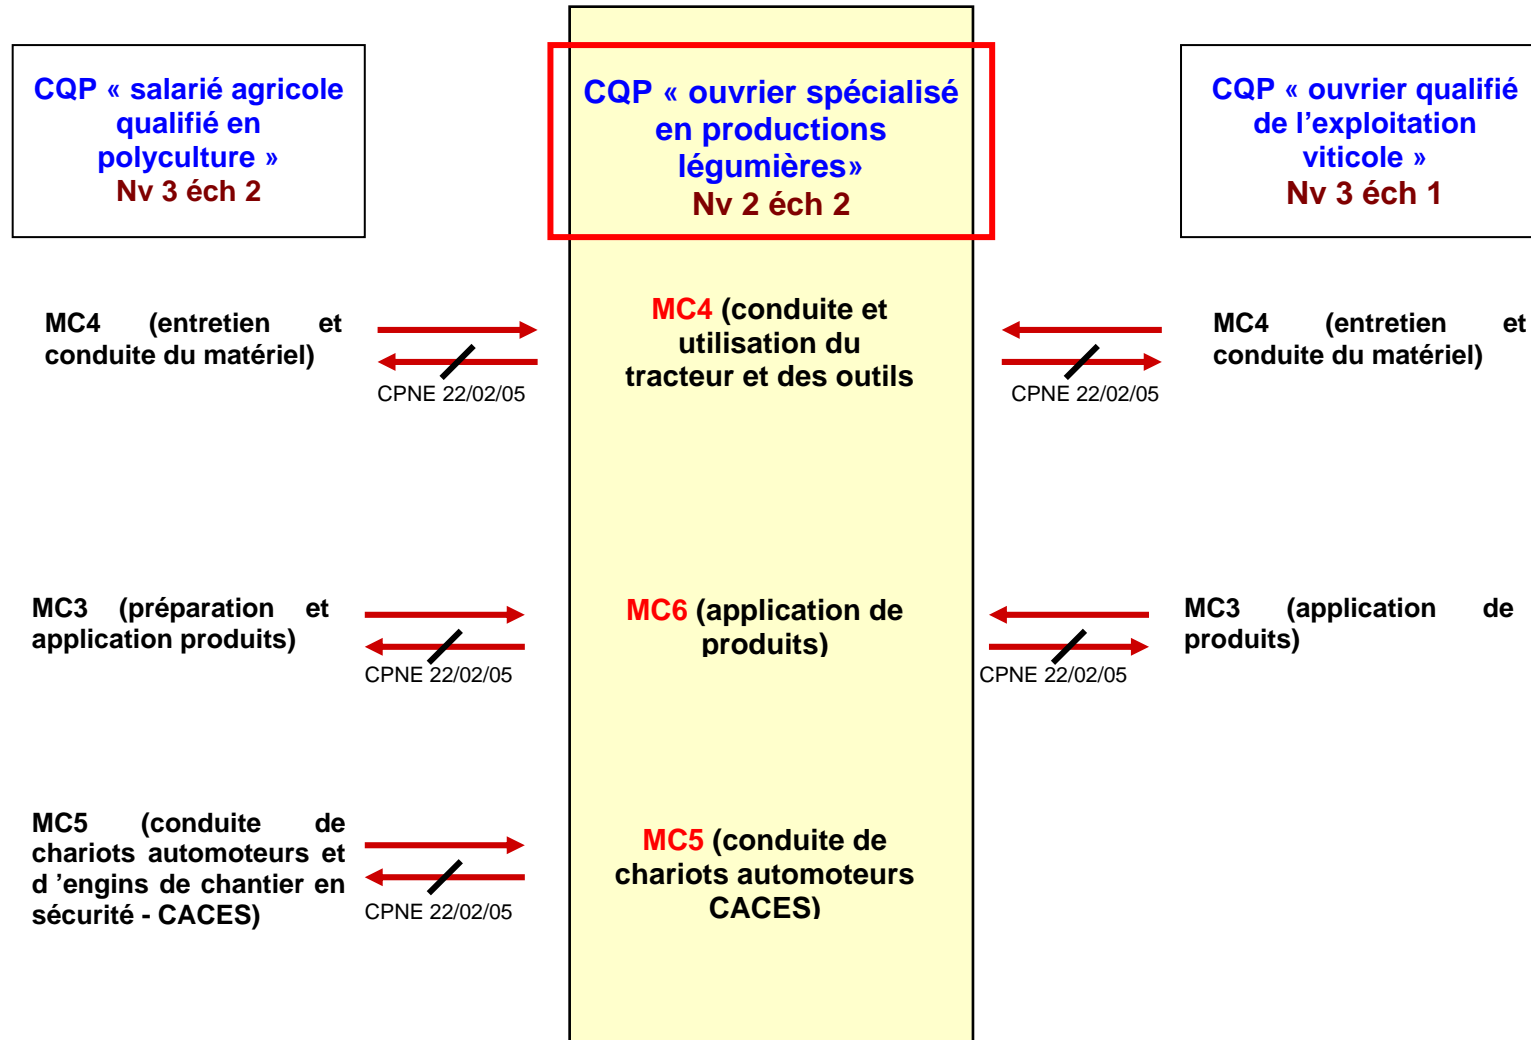 CQP « salarié agricole
qualifié en
polyculture »
Nv 3 éch 2
CQP « ouvrier spécialisé
en productions
légumières»
Nv 2 éch 2
CQP « ouvrier qualifié
de l’exploitation
viticole »
Nv 3 éch 1
MC4 (entretien et
conduite du matériel)
CPNE 22/02/05
MC4 (conduite et
utilisation du
tracteur et des outils
CPNE 22/02/05
MC4 (entretien et
conduite du matériel)
MC3 (préparation et
application produits)
CPNE 22/02/05
MC6 (application de
produits)
CPNE 22/02/05
MC3 (application de
produits)
MC5 (conduite de
chariots automoteurs et
d ’engins de chantier en
sécurité - CACES)
CPNE 22/02/05
MC5 (conduite de
chariots automoteurs
CACES)